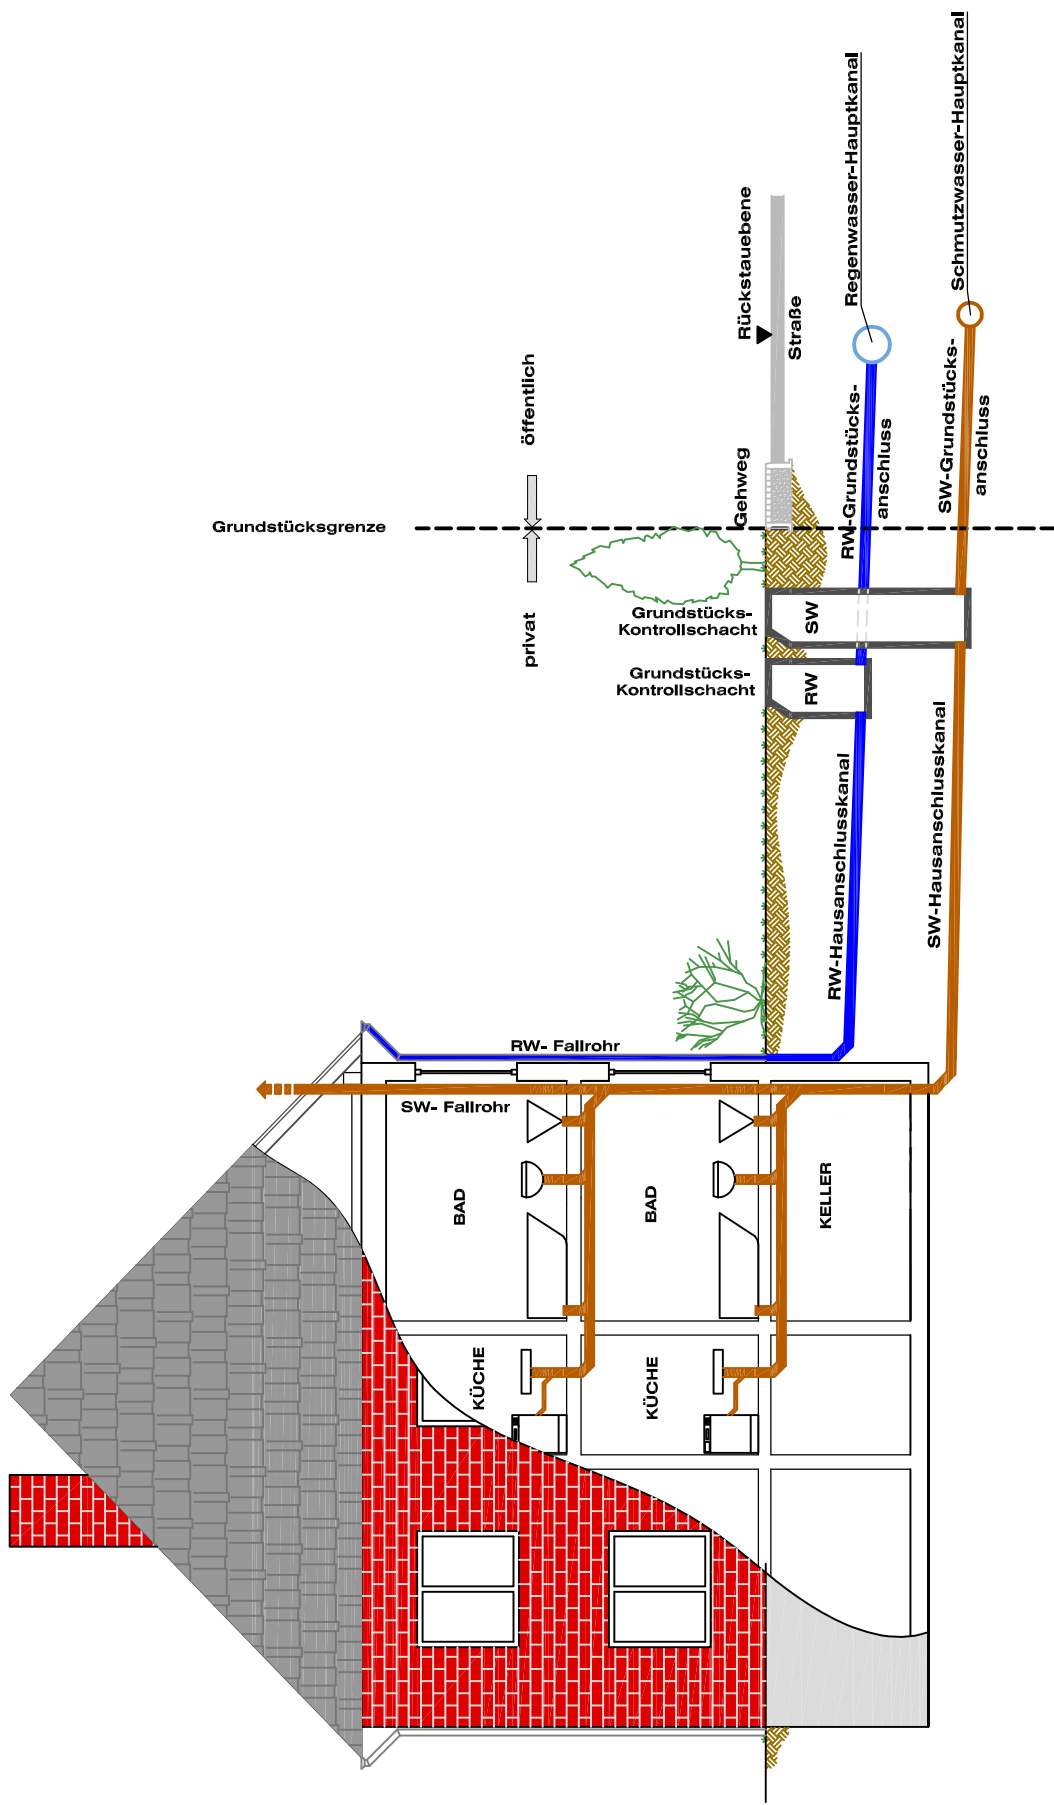 Grundstücksgrenze
öffentlich
privat
Rückstauebene
Straße
Gehweg
Regenwasser-Hauptkanal
Schmutzwasser-Hauptkanal
RW-Grundstücks-
anschluss
SW-Grundstücks-
anschluss
Grundstücks-
Kontrollschacht
SW
Grundstücks-
Kontrollschacht
RW
RW-Hausanschlusskanal
SW-Hausanschlusskanal
RW- Fallrohr
SW- Fallrohr
BAD
BAD
KELLER
KÜCHE
KÜCHE